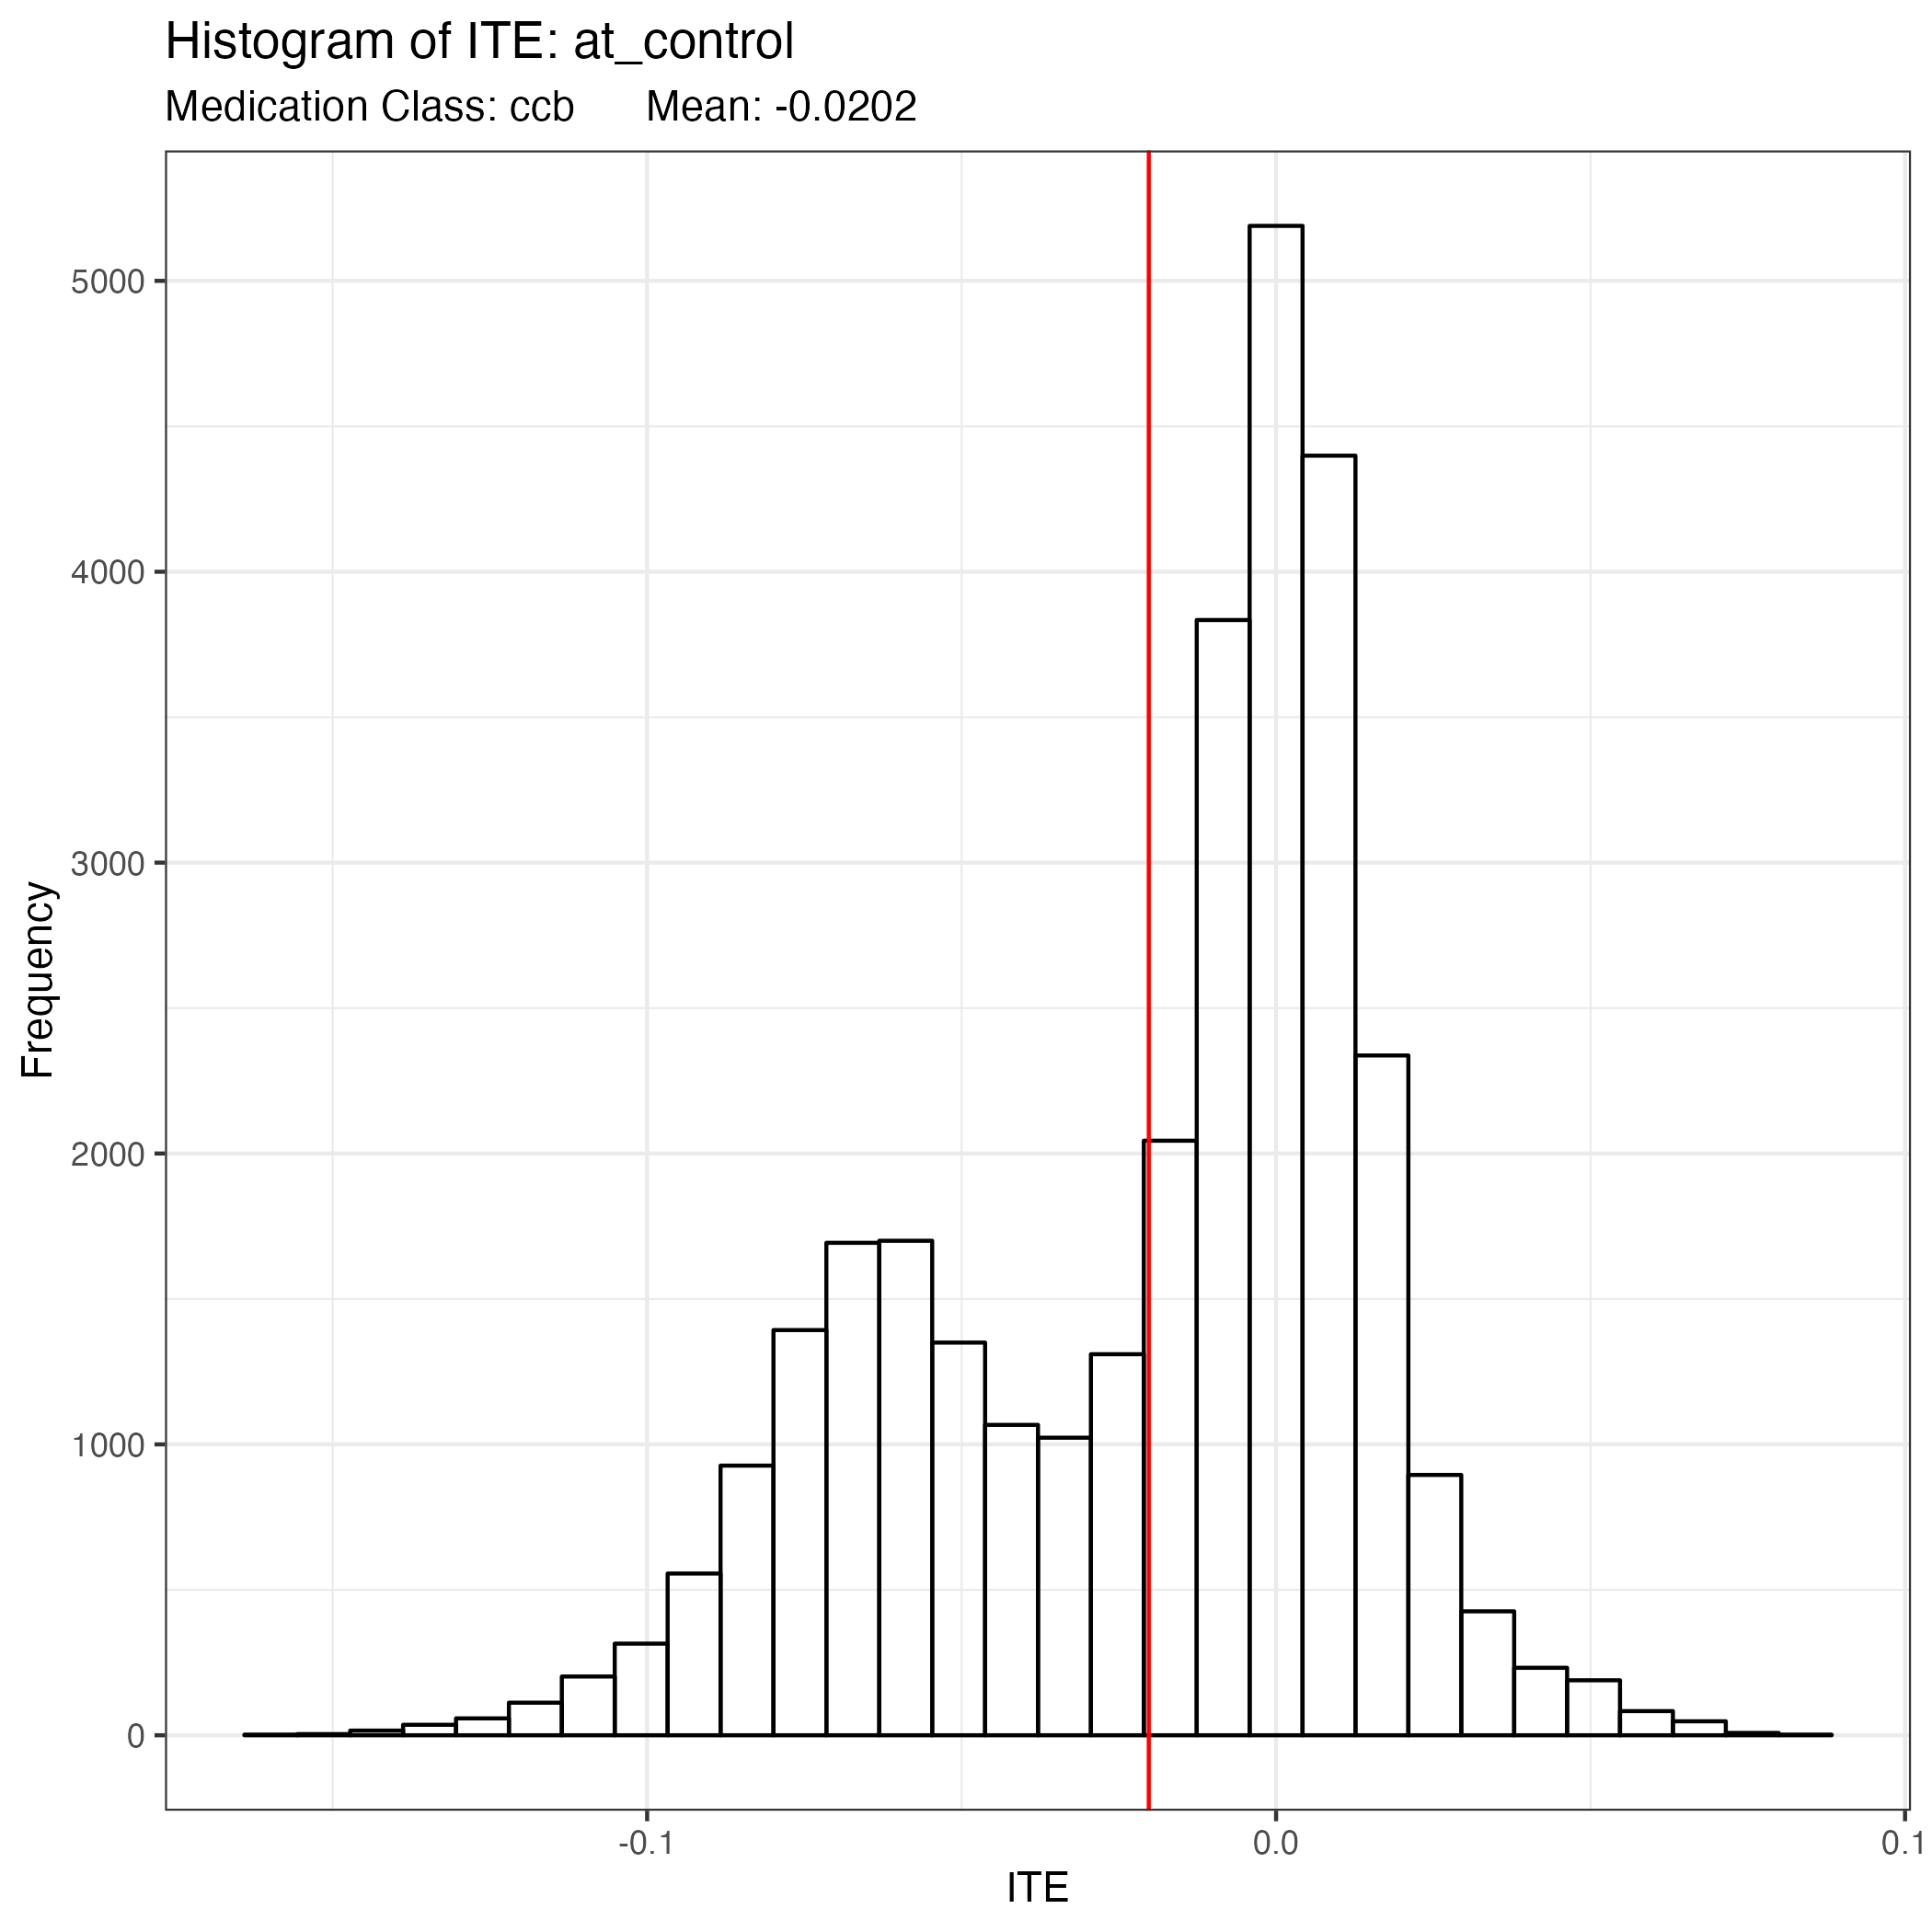 Histogram of ITE: at_control
Medication Class: ccb Mean: -0.0202
Frequency
5000
4000
3000
2000
1000
0
-0.1 0.0 0.1
ITE